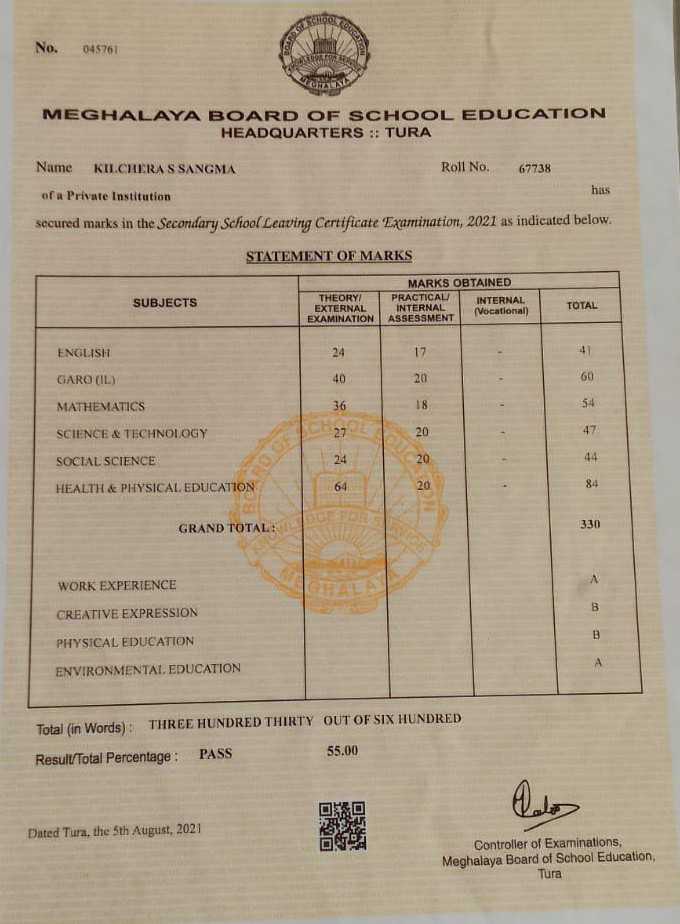 No. 045761
BOARD OF SCHOOL EDUCATION
KNOWLEDGE FOR SERVICE
MEGHALAYA
MEGHALAYA BOARD OF SCHOOL EDUCATION
HEADQUARTERS :: TURA
Name KILCHERA S SANGMA Roll No. 67738
of a Private Institution has
secured marks in the Secondary School Leaving Certificate Examination, 2021 as indicated below.
STATEMENT OF MARKS
SUBJECTS MARKS OBTAINED
THEORY/ EXTERNAL EXAMINATION PRACTICAL/ INTERNAL ASSESSMENT INTERNAL (Vocational) TOTAL
ENGLISH 24 17 - 41
GARO (IL) 40 20 - 60
MATHEMATICS 36 18 - 54
SCIENCE & TECHNOLOGY 27 20 - 47
SOCIAL SCIENCE 24 20 - 44
HEALTH & PHYSICAL EDUCATION 64 20 - 84
GRAND TOTAL : 330
BOARD OF SCHOOL EDUCATION
KNOWLEDGE FOR SERVICE
MEGHALAYA
WORK EXPERIENCE A
CREATIVE EXPRESSION B
PHYSICAL EDUCATION B
ENVIRONMENTAL EDUCATION A
Total (in Words) : THREE HUNDRED THIRTY OUT OF SIX HUNDRED
Result/Total Percentage : PASS 55.00
Dated Tura, the 5th August, 2021
Controller of Examinations,
Meghalaya Board of School Education,
Tura